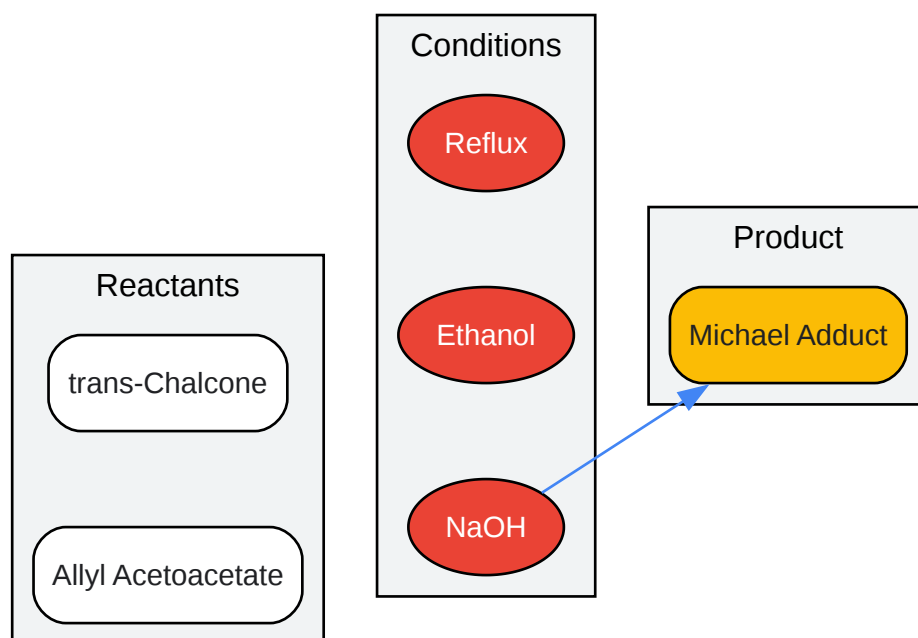 Reactants
trans-Chalcone
Allyl Acetoacetate
Conditions
Reflux
Ethanol
NaOH
Product
Michael Adduct